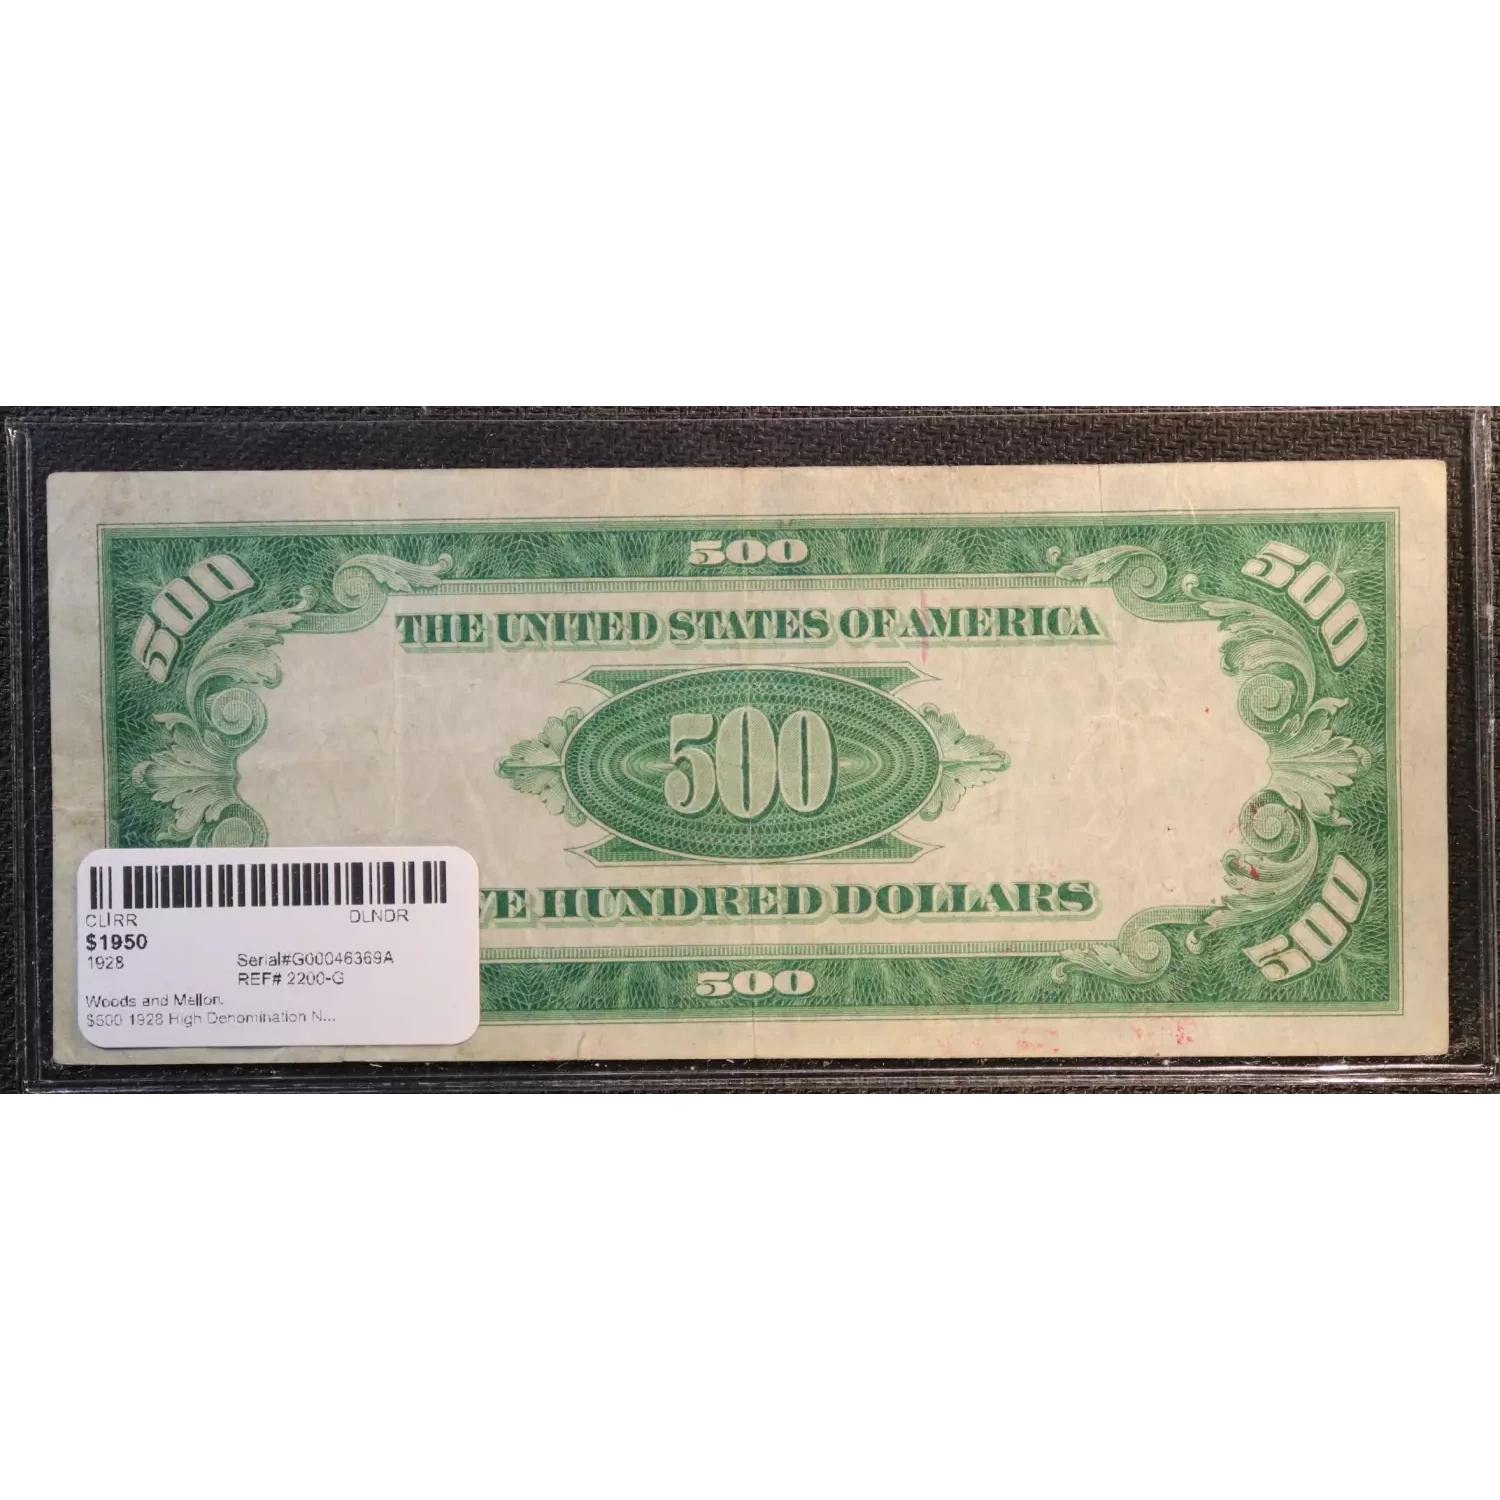 500
500
500
THE UNITED STATES OF AMERICA
500
VE HUNDRED DOLLARS
500
500
CLIRR DLNDR
$1950
1928 Serial#G00046369A
REF# 2200-G
Woods and Mellon.
$500 1928 High Denomination N...